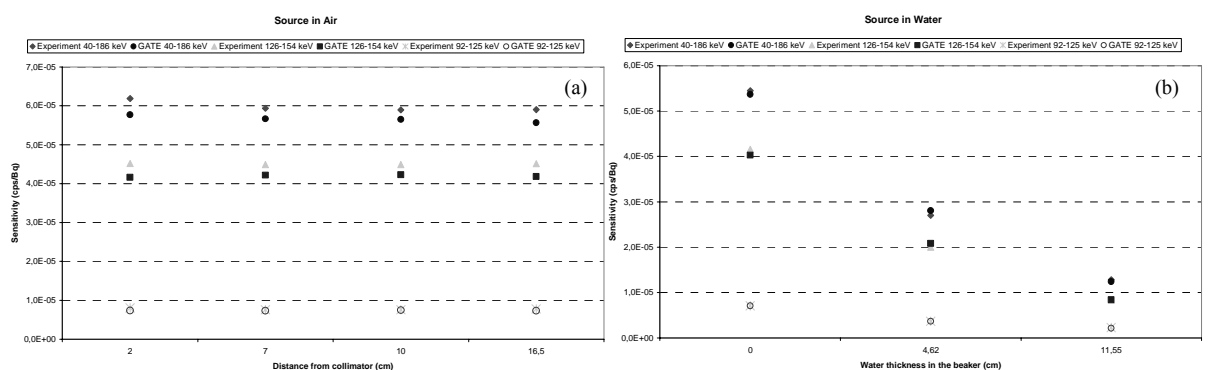 Source in Air
Experiment 40-186 keV GATE 40-186 keV Experiment 126-154 keV GATE 126-154 keV Experiment 92-125 keV GATE 92-125 keV
(a)
Sensitivity (cps/Bq)
7,0E-05
6,0E-05
5,0E-05
4,0E-05
3,0E-05
2,0E-05
1,0E-05
0,0E+00
2 7 10 16,5
Distance from collimator (cm)
Source in Water
Experiment 40-186 keV GATE 40-186 keV Experiment 126-154 keV GATE 126-154 keV Experiment 92-125 keV GATE 92-125 keV
(b)
Sensitivity (cps/Bq)
6,0E-05
5,0E-05
4,0E-05
3,0E-05
2,0E-05
1,0E-05
0,0E+00
0 4,62 11,55
Water thickness in the beaker (cm)